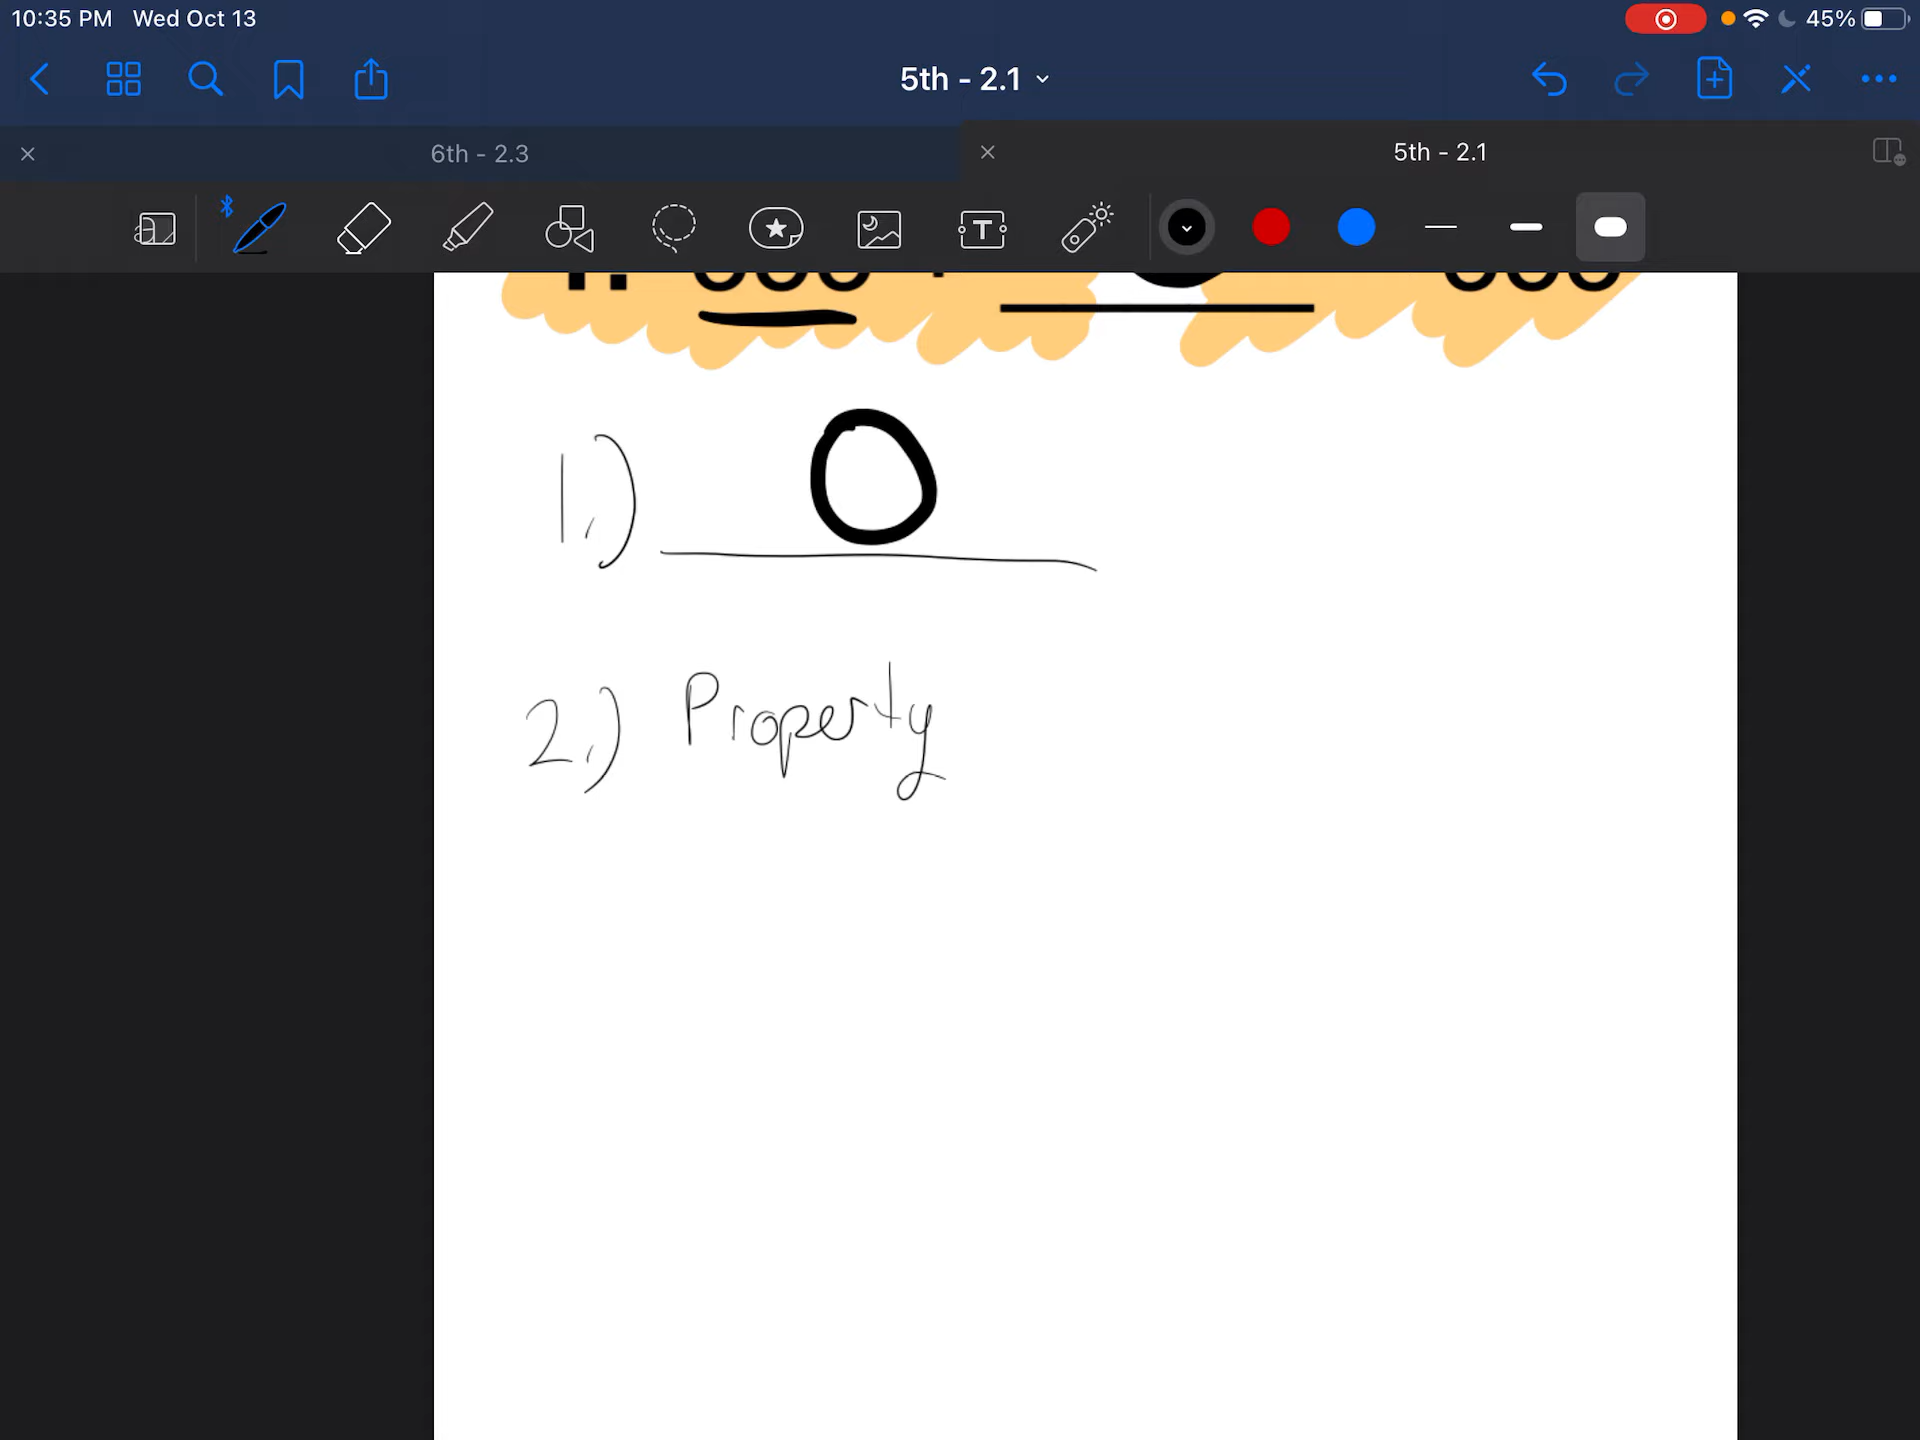 10:35 PM Wed Oct 13 45%
5th - 2.1
6th - 2.3 5th - 2.1
1.) 0
2.) Property